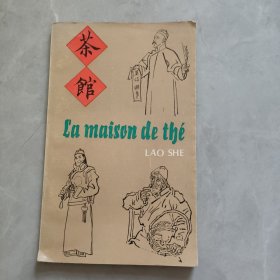 茶
館
La maison de thé
LAO SHE